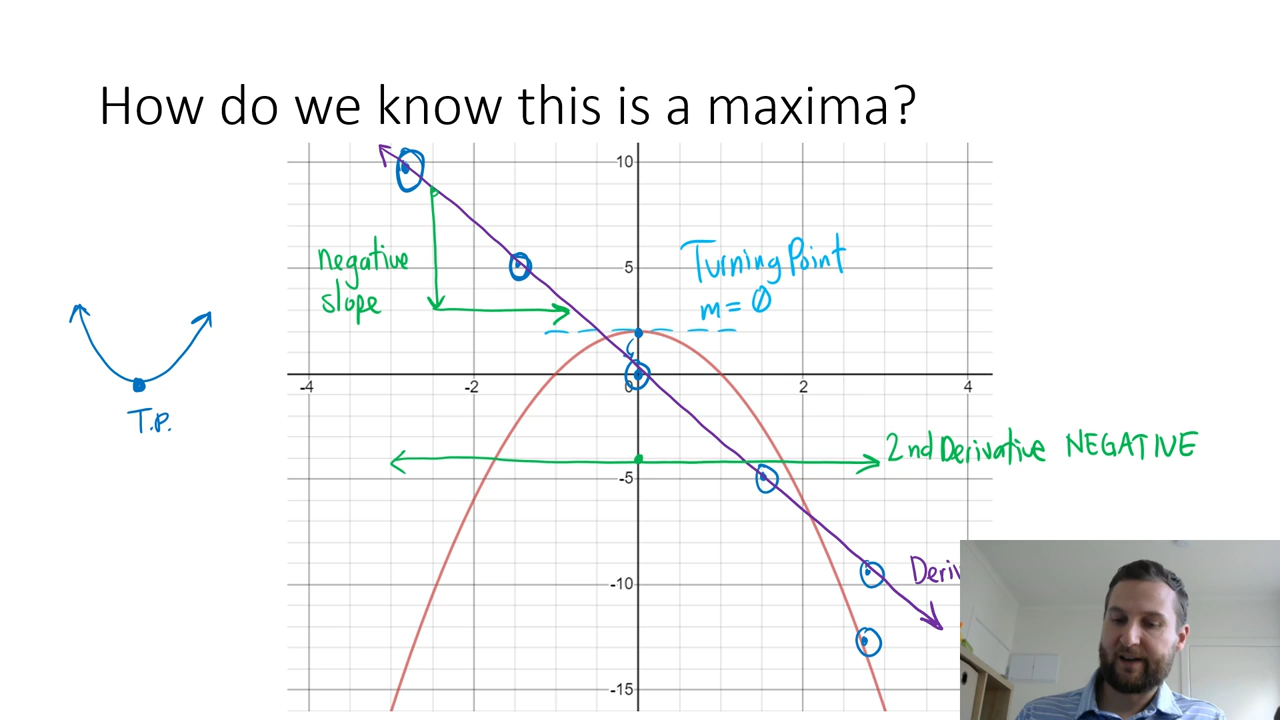 How do we know this is a maxima?
10
negative
slope
5
Turning Point
m = 0
-4
-2
0
2
4
T.P.
2nd Derivative NEGATIVE
-5
-10
Deriv
-15